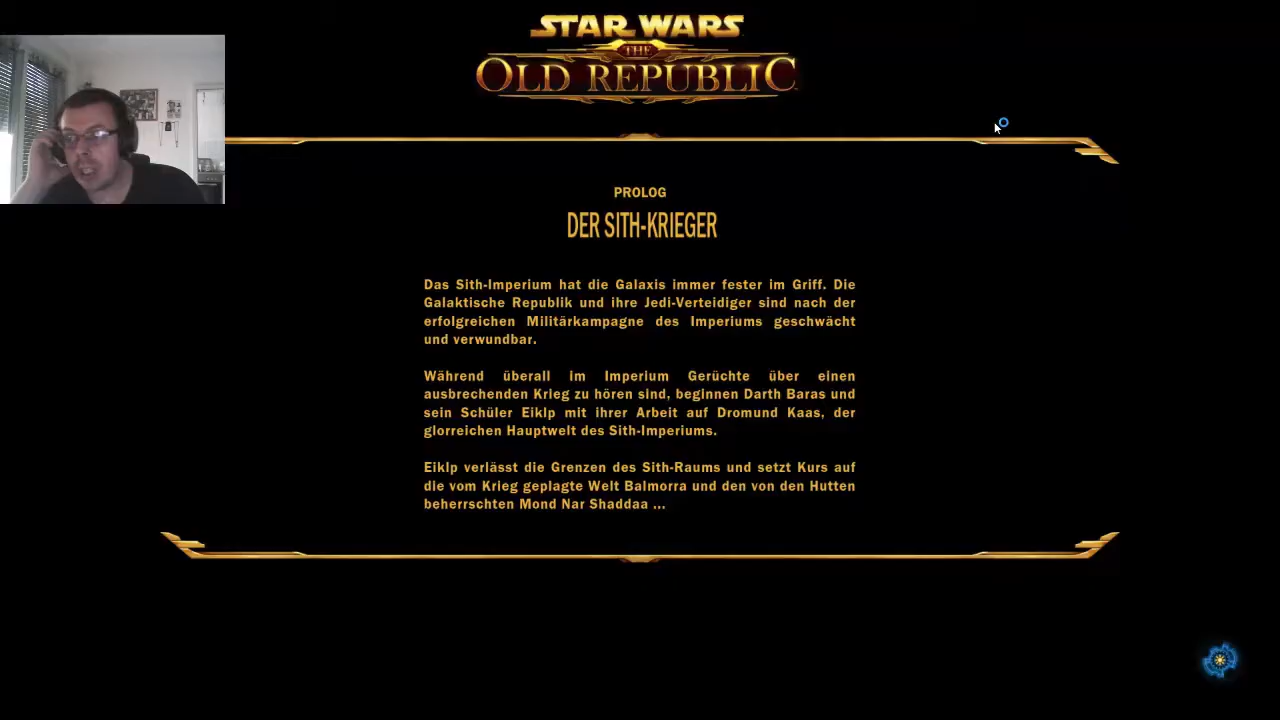 STAR WARS
THE
OLD REPUBLIC
PROLOG
DER SITH-KRIEGER
Das Sith-Imperium hat die Galaxis immer fester im Griff. Die
Galaktische Republik und ihre Jedi-Verteidiger sind nach der
erfolgreichen Militärkampagne des Imperiums geschwächt
und verwundbar.
Während überall im Imperium Gerüchte über einen
ausbrechenden Krieg zu hören sind, beginnen Darth Baras und
sein Schüler Eiklp mit ihrer Arbeit auf Dromund Kaas, der
glorreichen Hauptwelt des Sith-Imperiums.
Eiklp verlässt die Grenzen des Sith-Raums und setzt Kurs auf
die vom Krieg geplagte Welt Balmorra und den von den Hutten
beherrschten Mond Nar Shaddaa ...